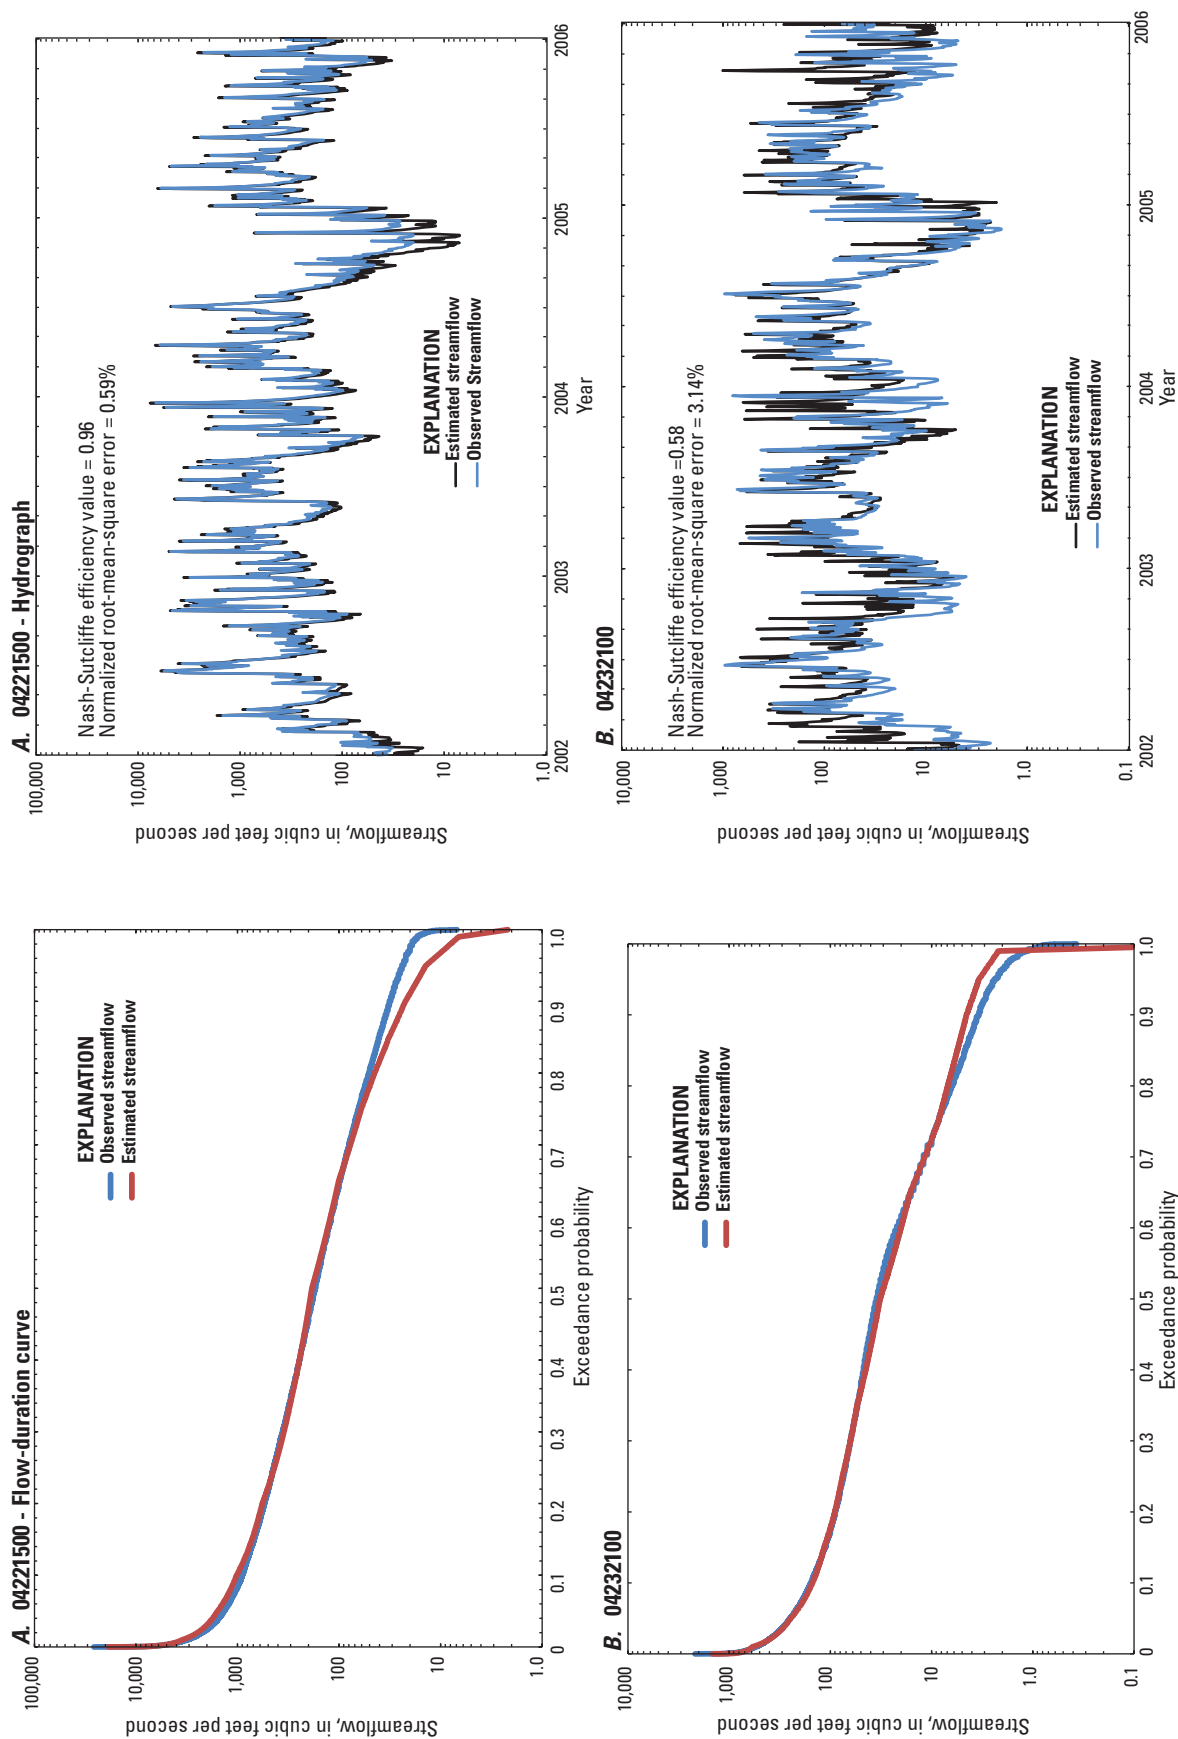 A. 04221500 - Flow-duration curve
Streamflow, in cubic feet per second
100,000
10,000
1,000
100
10
1.0
EXPLANATION
Observed streamflow
Estimated streamflow
0 0.1 0.2 0.3 0.4 0.5 0.6 0.7 0.8 0.9 1.0
Exceedance probability
A. 04221500 - Hydrograph
Streamflow, in cubic feet per second
100,000
10,000
1,000
100
10
1.0
Nash-Sutcliffe efficiency value = 0.96
Normalized root-mean-square error = 0.59%
EXPLANATION
Estimated streamflow
Observed Streamflow
2002 2003 2004 2005 2006
Year
B. 04232100
Streamflow, in cubic feet per second
10,000
1,000
100
10
1.0
0.1
EXPLANATION
Observed streamflow
Estimated streamflow
0 0.1 0.2 0.3 0.4 0.5 0.6 0.7 0.8 0.9 1.0
Exceedance probability
B. 04232100
Streamflow, in cubic feet per second
10,000
1,000
100
10
1.0
0.1
Nash-Sutcliffe efficiency value =0.58
Normalized root-mean-square error = 3.14%
EXPLANATION
Estimated streamflow
Observed streamflow
2002 2003 2004 2005 2006
Year